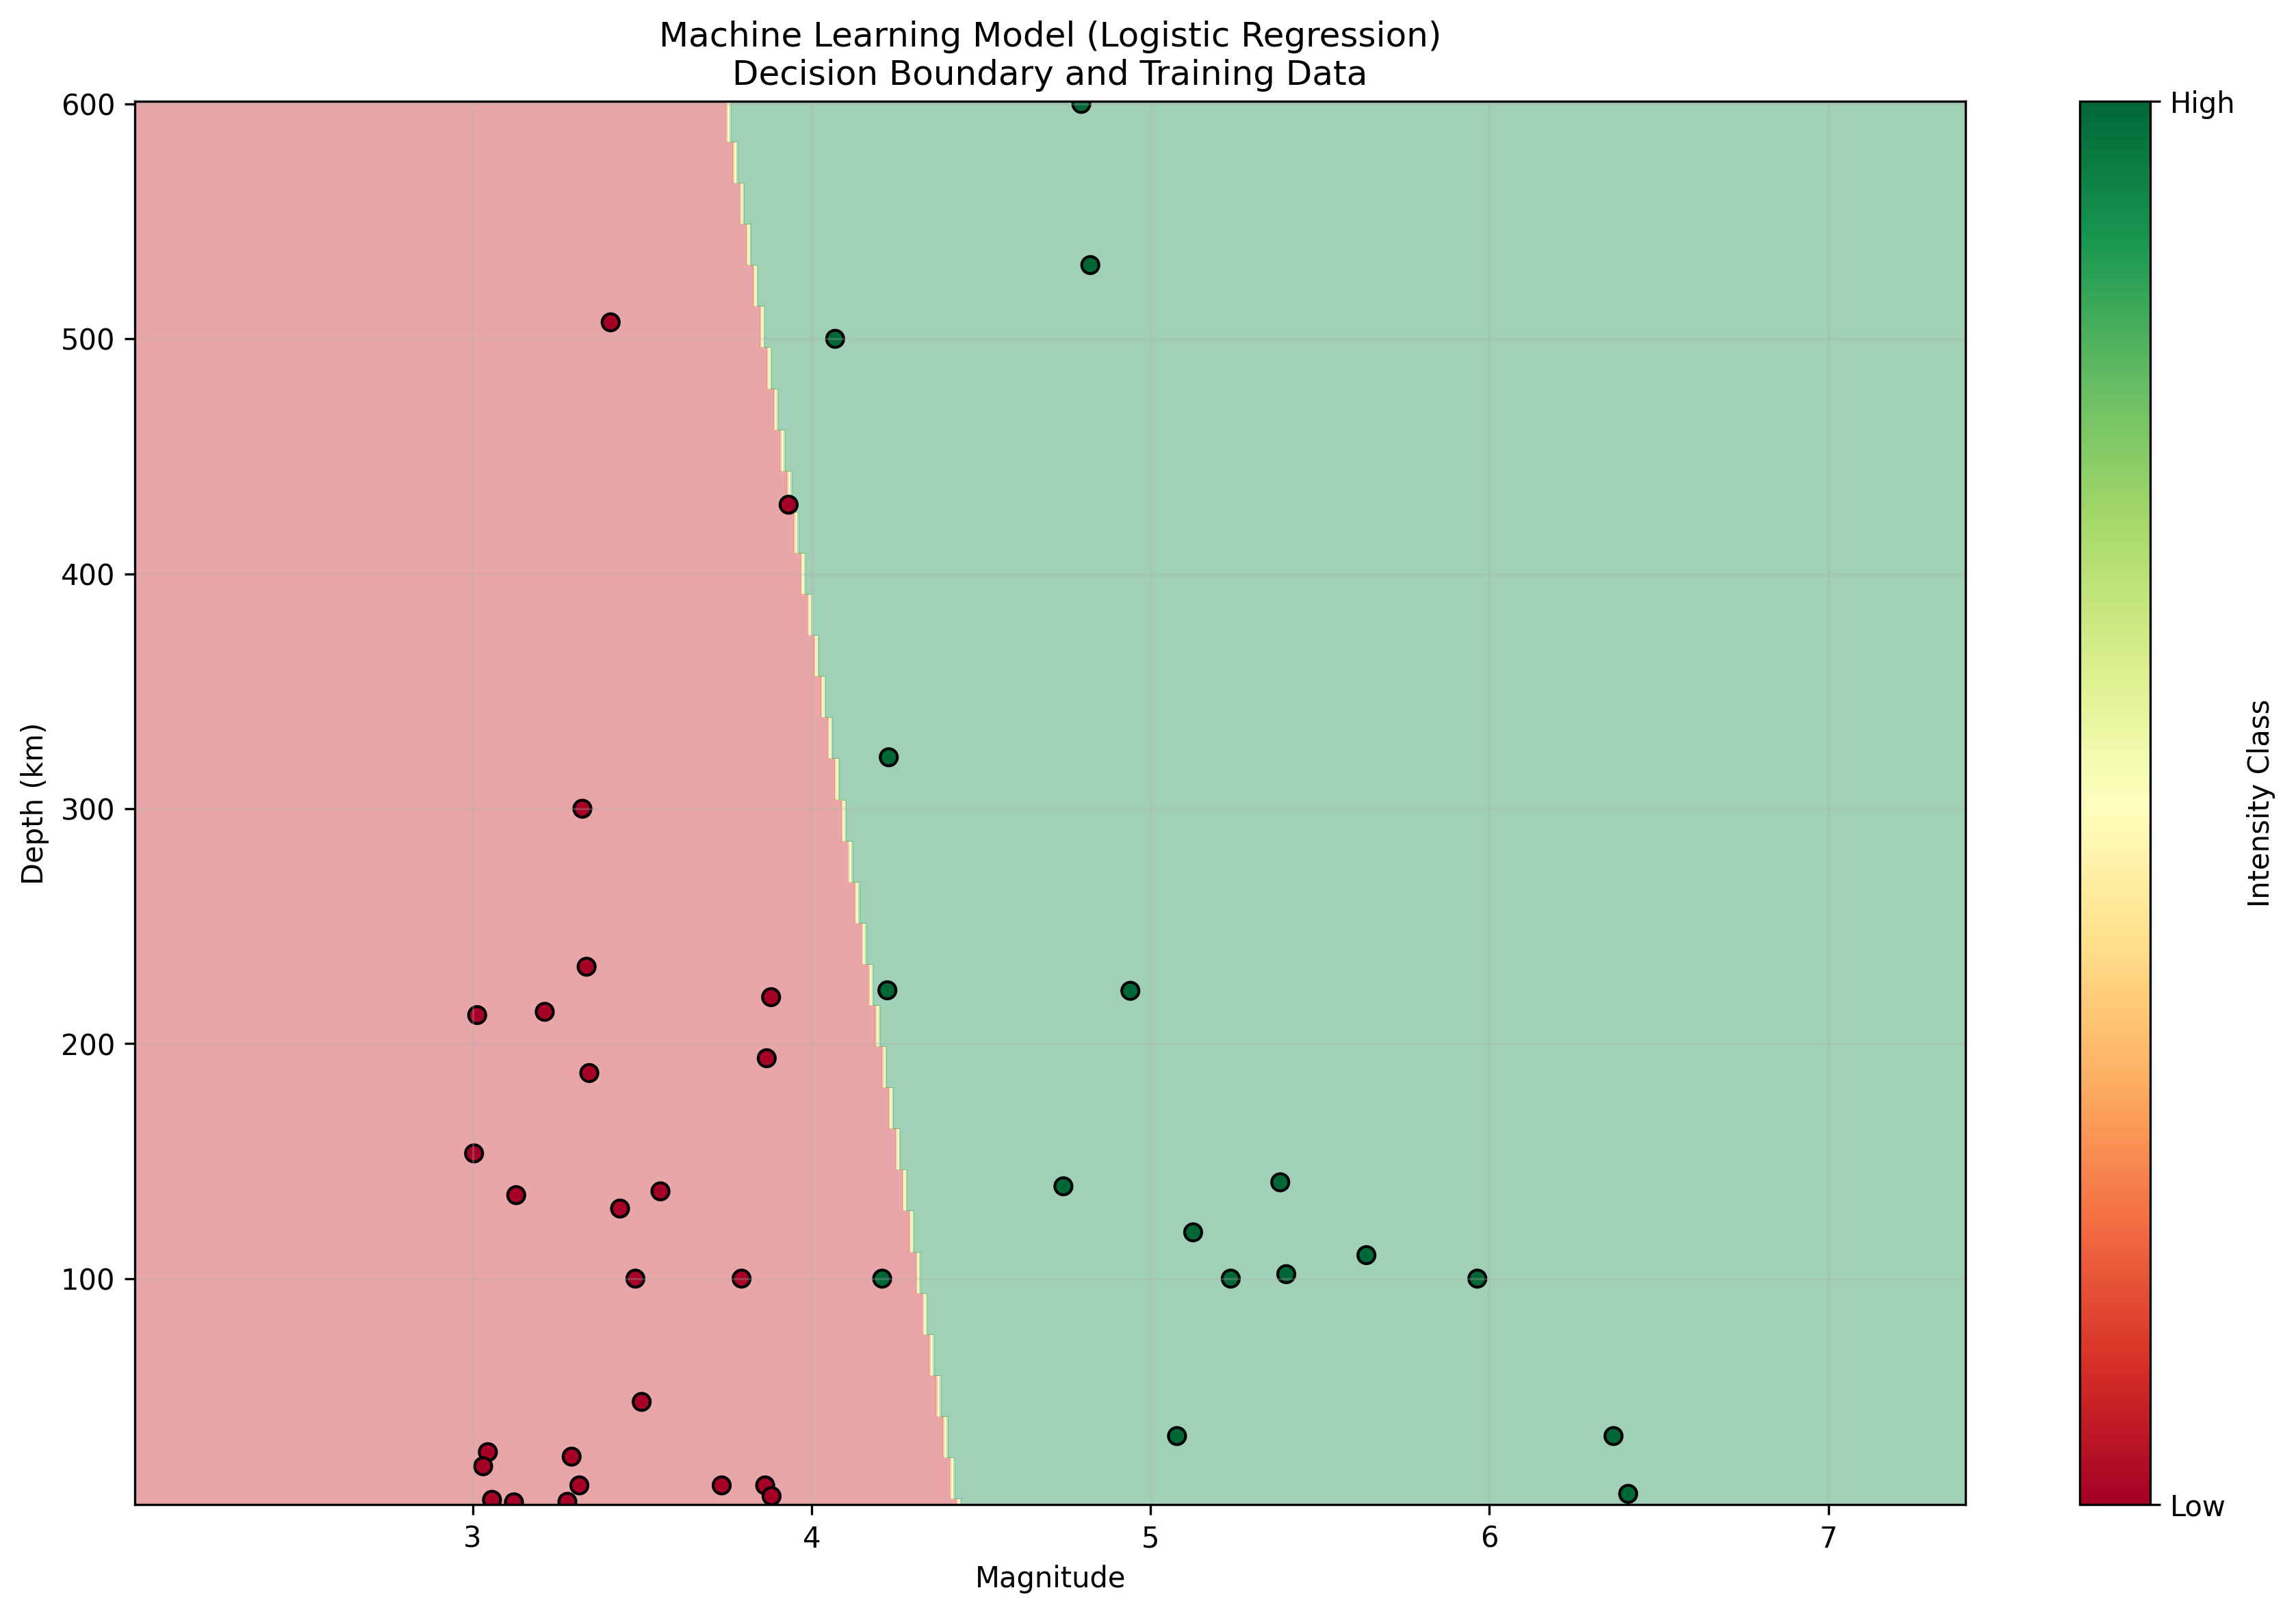 Machine Learning Model (Logistic Regression)
Decision Boundary and Training Data
600
500
400
300
200
100
Depth (km)
3
4
5
6
7
Magnitude
High
Low
Intensity Class